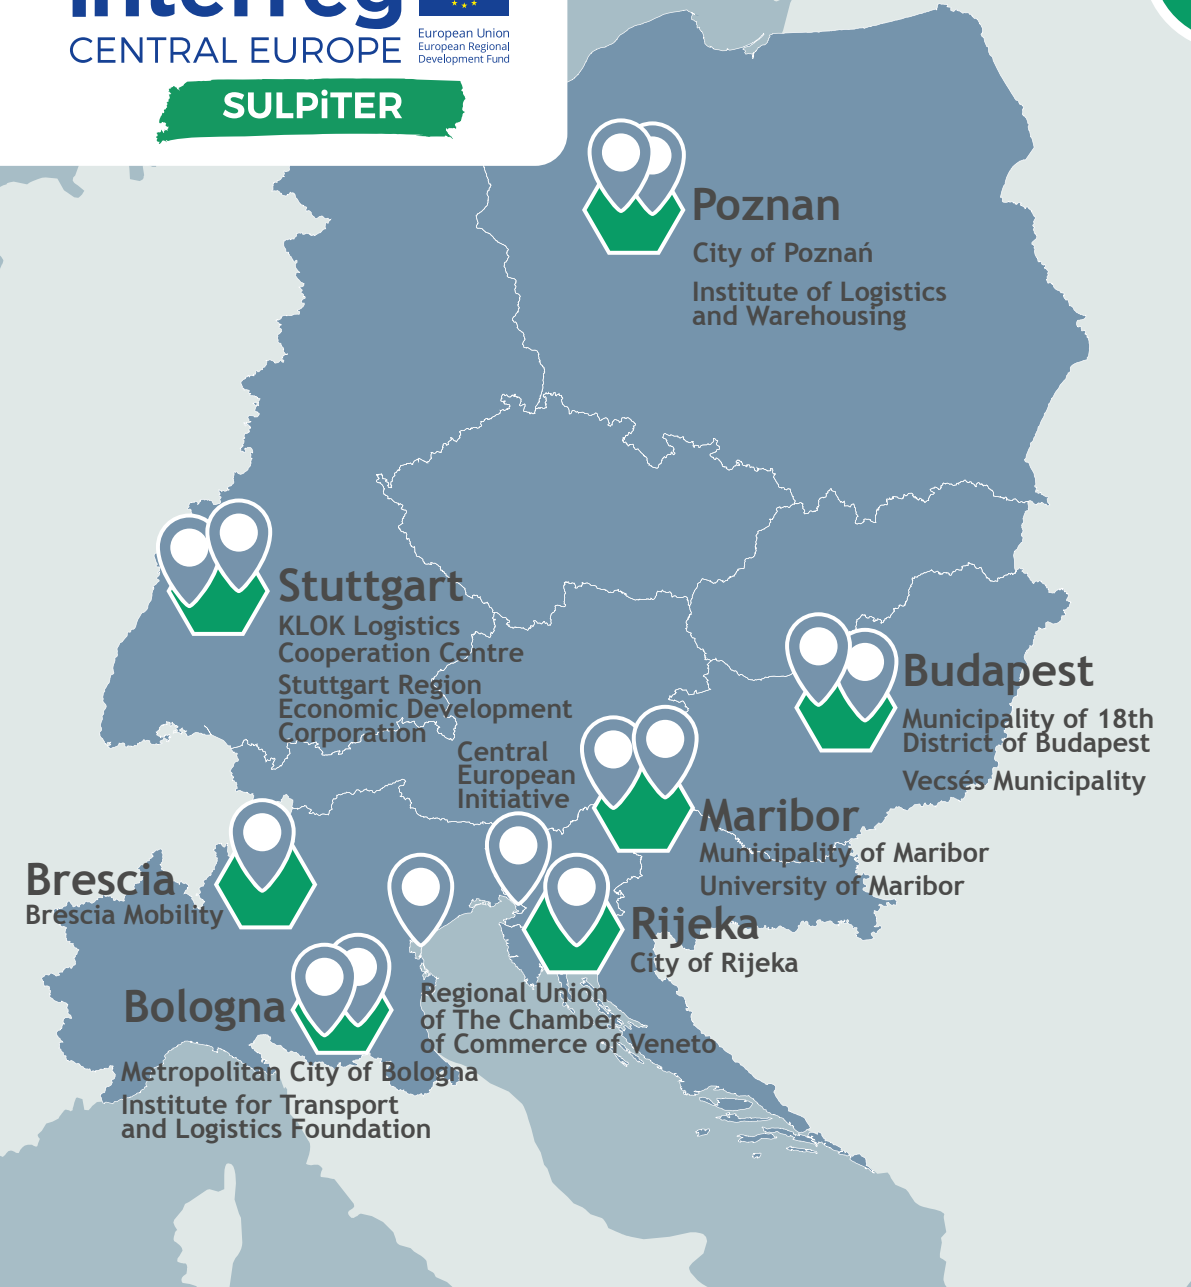 Interreg
CENTRAL EUROPE
European Union
European Regional
Development Fund
SULPiTER
Poznan
City of Poznań
Institute of Logistics
and Warehousing
Stuttgart
KLOK Logistics
Cooperation Centre
Stuttgart Region
Economic Development
Corporation
Budapest
Municipality of 18th
District of Budapest
Vecsés Municipality
Central
European
Initiative
Maribor
Municipality of Maribor
University of Maribor
Brescia
Brescia Mobility
Rijeka
City of Rijeka
Bologna
Metropolitan City of Bologna
Institute for Transport
and Logistics Foundation
Regional Union
of The Chamber
of Commerce of Veneto